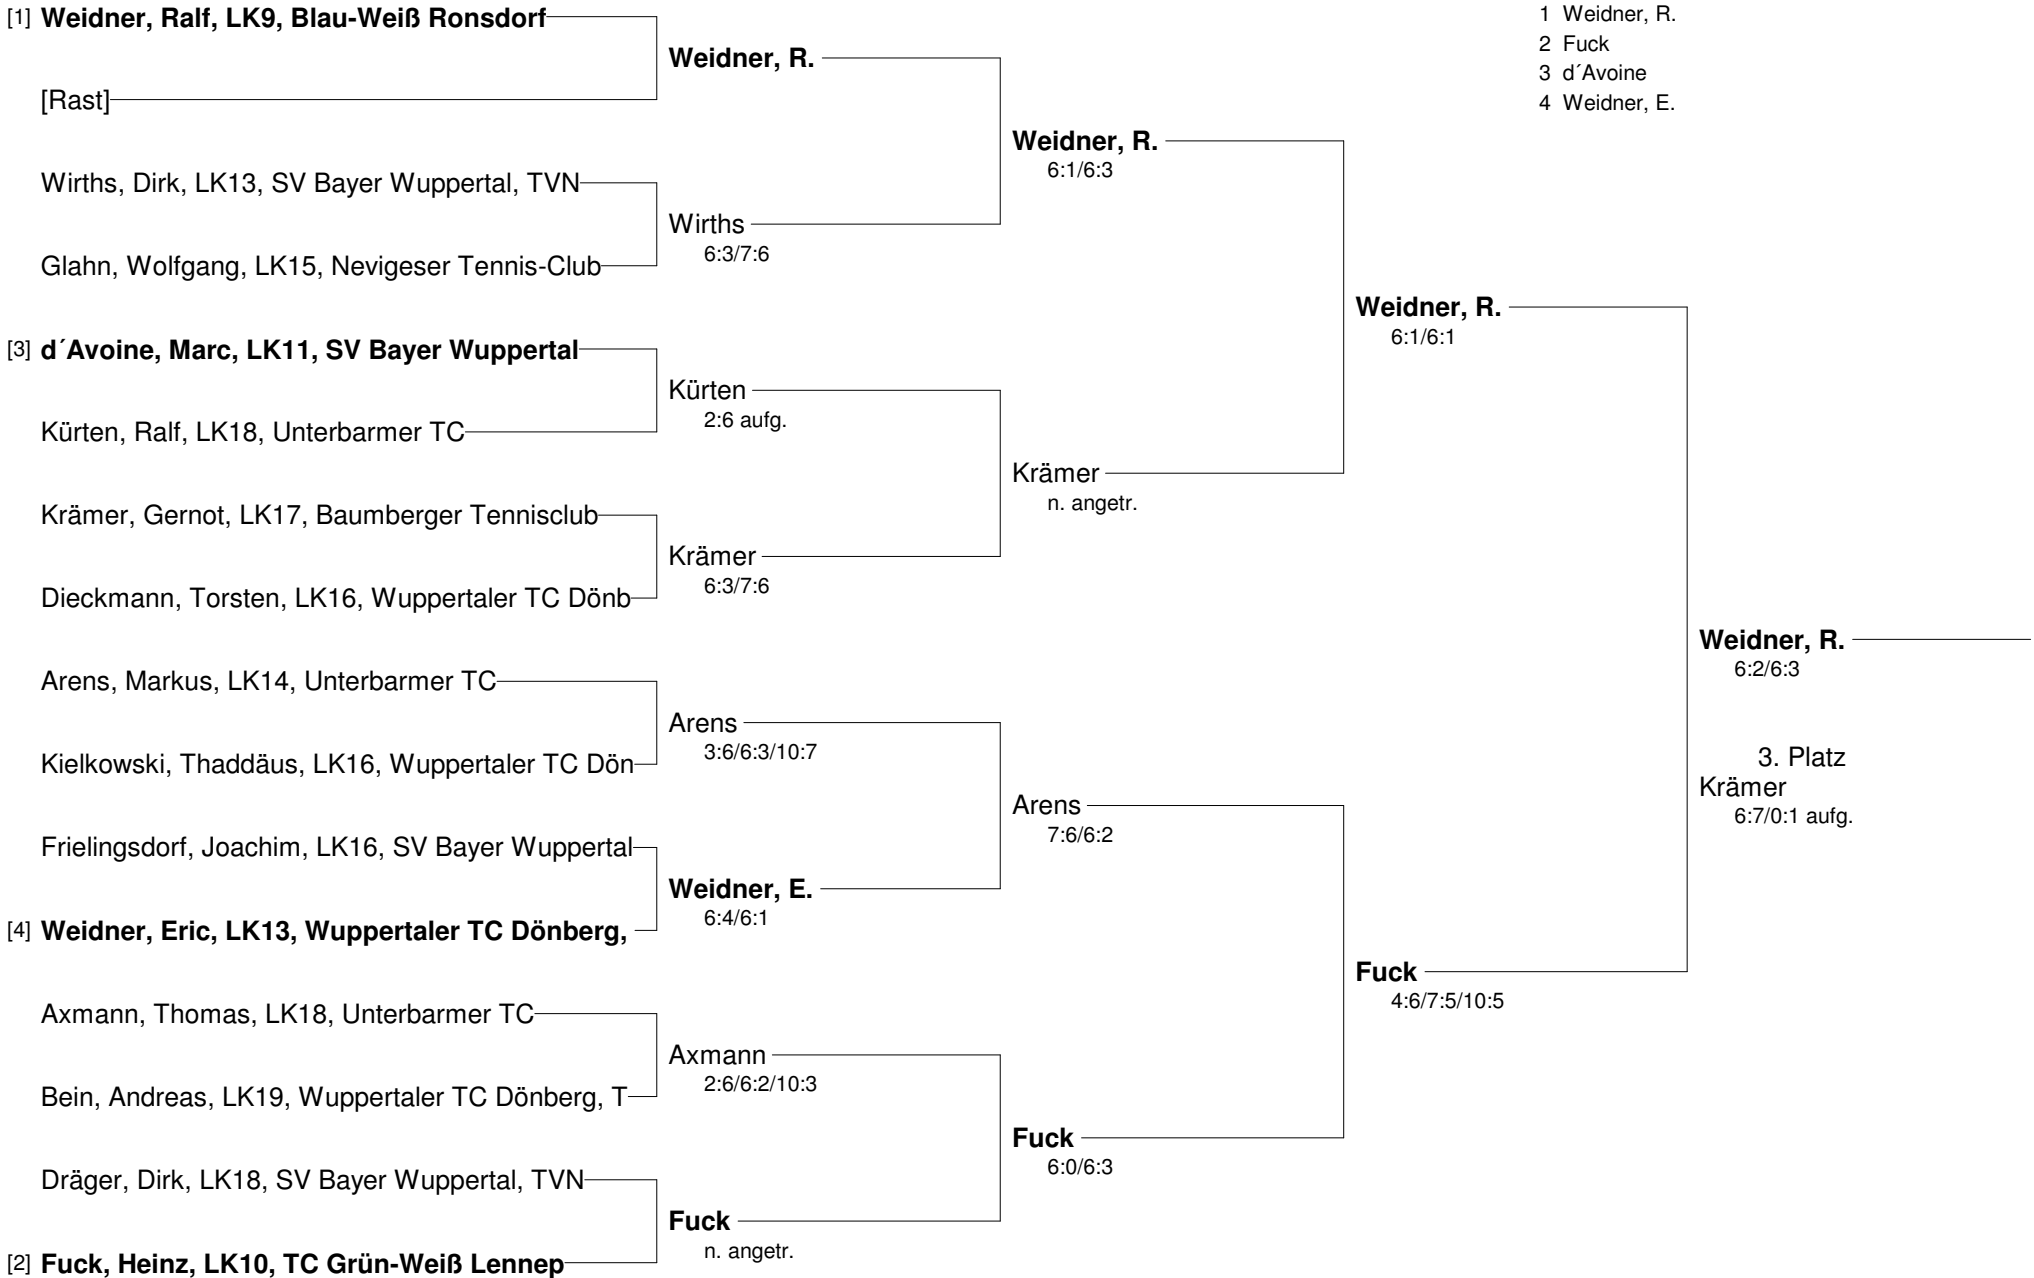 [1] Weidner, Ralf, LK9, Blau-Weiß Ronsdorf
[Rast]
Wirths, Dirk, LK13, SV Bayer Wuppertal, TVN
Glahn, Wolfgang, LK15, Nevigeser Tennis-Club
[3] d´Avoine, Marc, LK11, SV Bayer Wuppertal
Kürten, Ralf, LK18, Unterbarmer TC
Krämer, Gernot, LK17, Baumberger Tennisclub
Dieckmann, Torsten, LK16, Wuppertaler TC Dönb
Arens, Markus, LK14, Unterbarmer TC
Kielkowski, Thaddäus, LK16, Wuppertaler TC Dön
Frielingsdorf, Joachim, LK16, SV Bayer Wuppertal
[4] Weidner, Eric, LK13, Wuppertaler TC Dönberg,
Axmann, Thomas, LK18, Unterbarmer TC
Bein, Andreas, LK19, Wuppertaler TC Dönberg, T
Dräger, Dirk, LK18, SV Bayer Wuppertal, TVN
[2] Fuck, Heinz, LK10, TC Grün-Weiß Lennep
Weidner, R.
Wirths
6:3/7:6
Kürten
2:6 aufg.
Krämer
6:3/7:6
Arens
3:6/6:3/10:7
Weidner, E.
6:4/6:1
Axmann
2:6/6:2/10:3
Fuck
n. angetr.
Weidner, R.
6:1/6:3
Krämer
n. angetr.
Arens
7:6/6:2
Fuck
6:0/6:3
Weidner, R.
6:1/6:1
Fuck
4:6/7:5/10:5
Weidner, R.
6:2/6:3
3. Platz
Krämer
6:7/0:1 aufg.
1 Weidner, R.
2 Fuck
3 d´Avoine
4 Weidner, E.